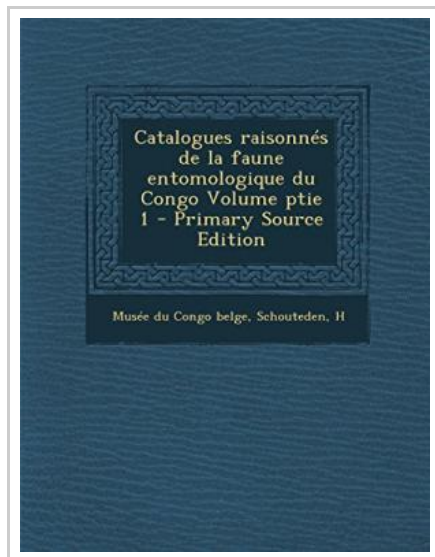 Catalogues raisonnés
de la faune
entomologique du
Congo Volume ptie
1 - Primary Source
Edition
Musée du Congo belge, Schouteden, H